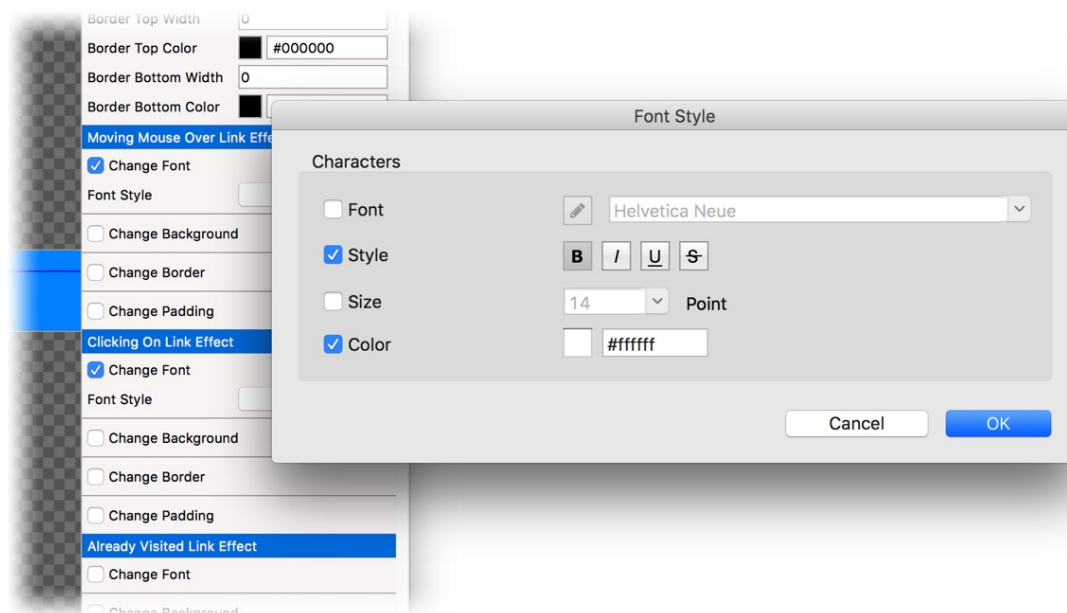 Border Top Width 0
Border Top Color #000000
Border Bottom Width 0
Border Bottom Color
Moving Mouse Over Link Effe
Change Font
Font Style
Change Background
Change Border
Change Padding
Clicking On Link Effect
Change Font
Font Style
Change Background
Change Border
Change Padding
Already Visited Link Effect
Change Font
Change Background
Font Style
Characters
Font Helvetica Neue
Style B I U S
Size 14 Point
Color #ffffff
Cancel OK